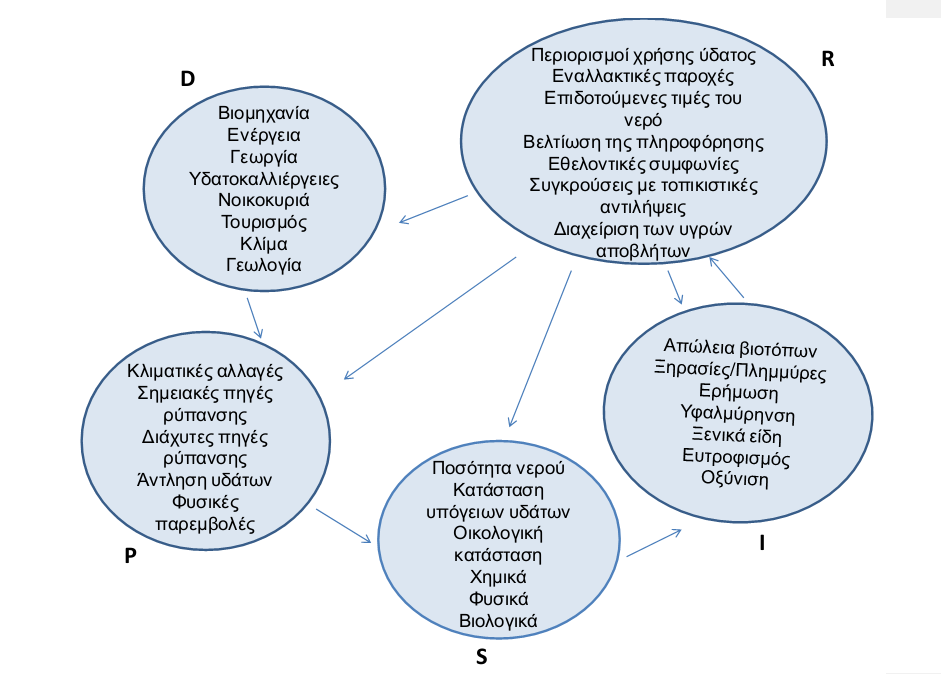 D
Βιομηχανία
Ενέργεια
Γεωργία
Υδατοκαλλιέργειες
Νοικοκυριά
Τουρισμός
Κλίμα
Γεωλογία
R
Περιορισμοί χρήσης ύδατος
Εναλλακτικές παροχές
Επιδοτούμενες τιμές του
νερό
Βελτίωση της πληροφόρησης
Εθελοντικές συμφωνίες
Συγκρούσεις με τοπικιστικές
αντιλήψεις
Διαχείριση των υγρών
αποβλήτων
Κλιματικές αλλαγές
Σημειακές πηγές
ρύπανσης
Διάχυτες πηγές
ρύπανσης
Άντληση υδάτων
Φυσικές
παρεμβολές
P
Ποσότητα νερού
Κατάσταση
υπόγειων υδάτων
Οικολογική
κατάσταση
Χημικά
Φυσικά
Βιολογικά
S
Απώλεια βιοτόπων
Ξηρασίες/Πλημμύρες
Ερήμωση
Υφαλμύρηνση
Ξενικά είδη
Ευτροφισμός
Οξύνιση
I